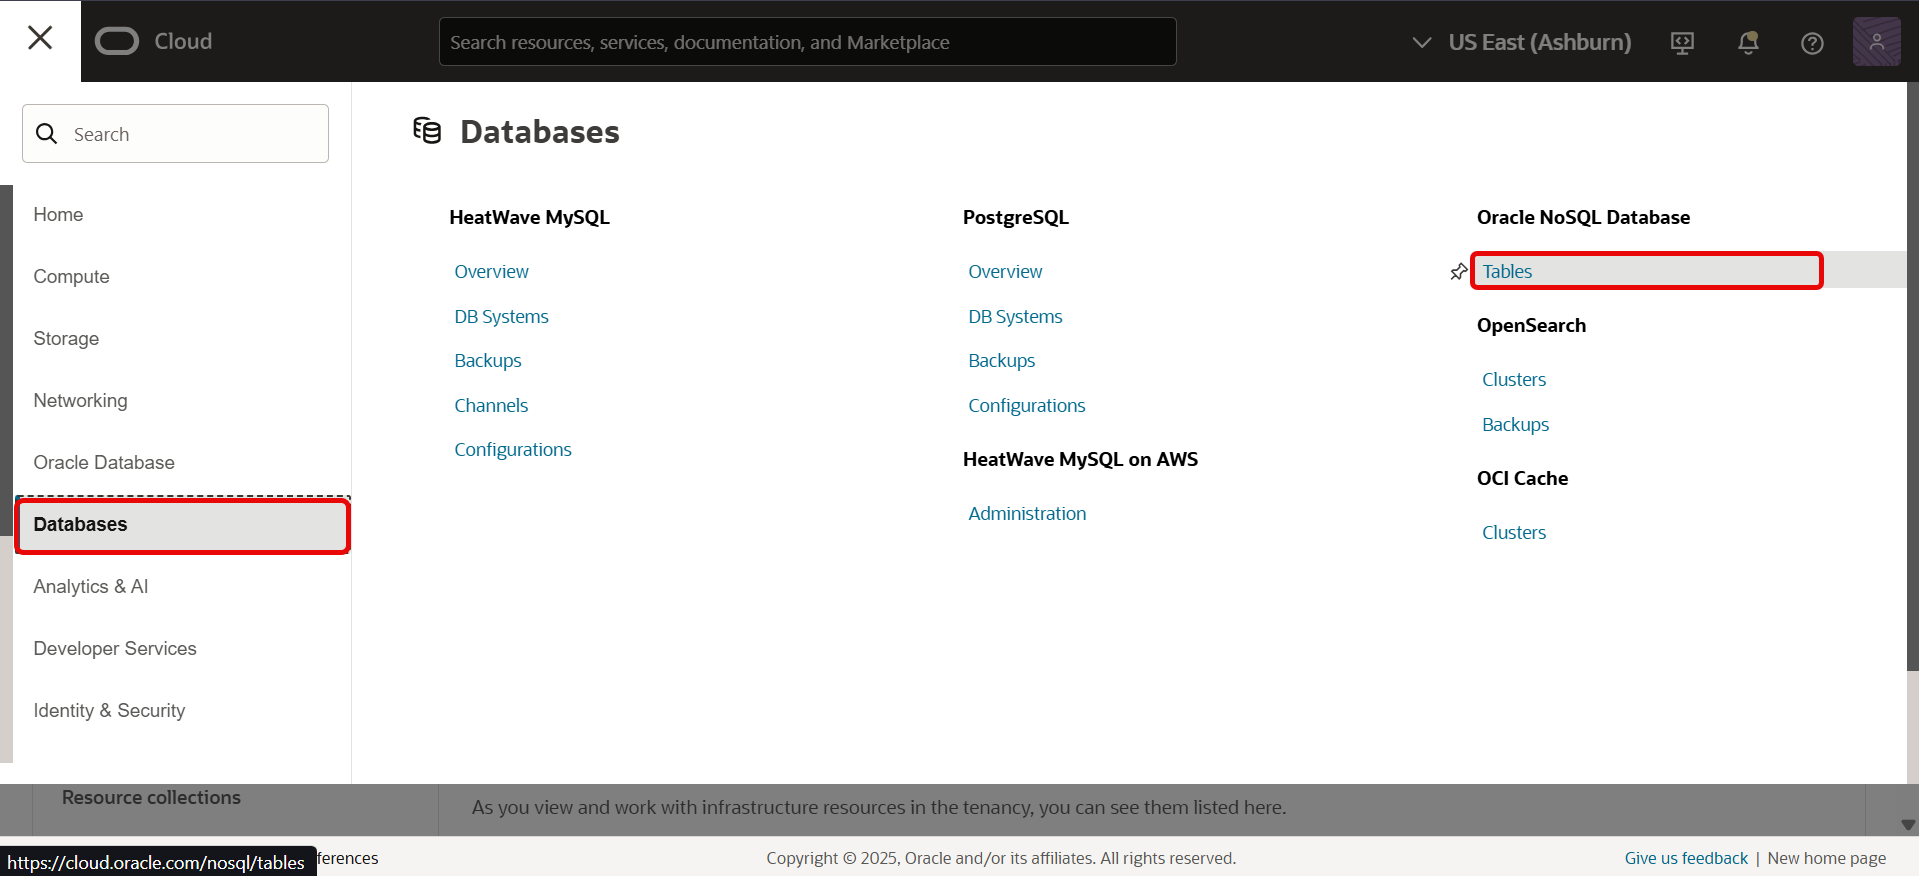 Cloud
Search resources, services, documentation, and Marketplace
US East (Ashburn)
Search
Home
Compute
Storage
Networking
Oracle Database
Databases
Analytics & AI
Developer Services
Identity & Security
Databases
HeatWave MySQL
Overview
DB Systems
Backups
Channels
Configurations
PostgreSQL
Overview
DB Systems
Backups
Configurations
HeatWave MySQL on AWS
Administration
Oracle NoSQL Database
Tables
OpenSearch
Clusters
Backups
OCI Cache
Clusters
Resource collections
As you view and work with infrastructure resources in the tenancy, you can see them listed here.
https://cloud.oracle.com/nosql/tables
ferences
Copyright © 2025, Oracle and/or its affiliates. All rights reserved.
Give us feedback | New home page